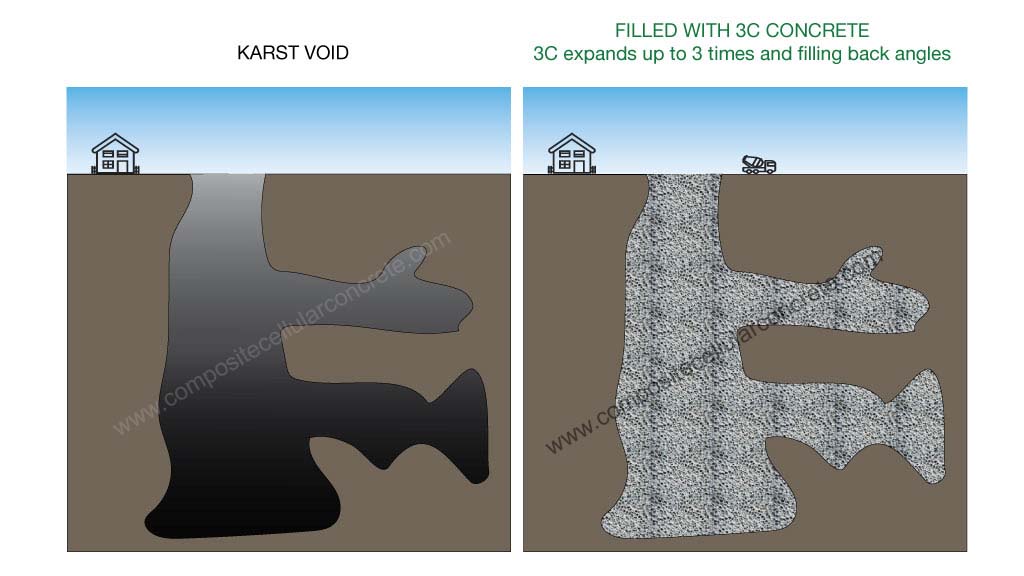 KARST VOID
FILLED WITH 3C CONCRETE
3C expands up to 3 times and filling back angles
www.compositecellularconcrete.com
www.compositecellularconcrete.com